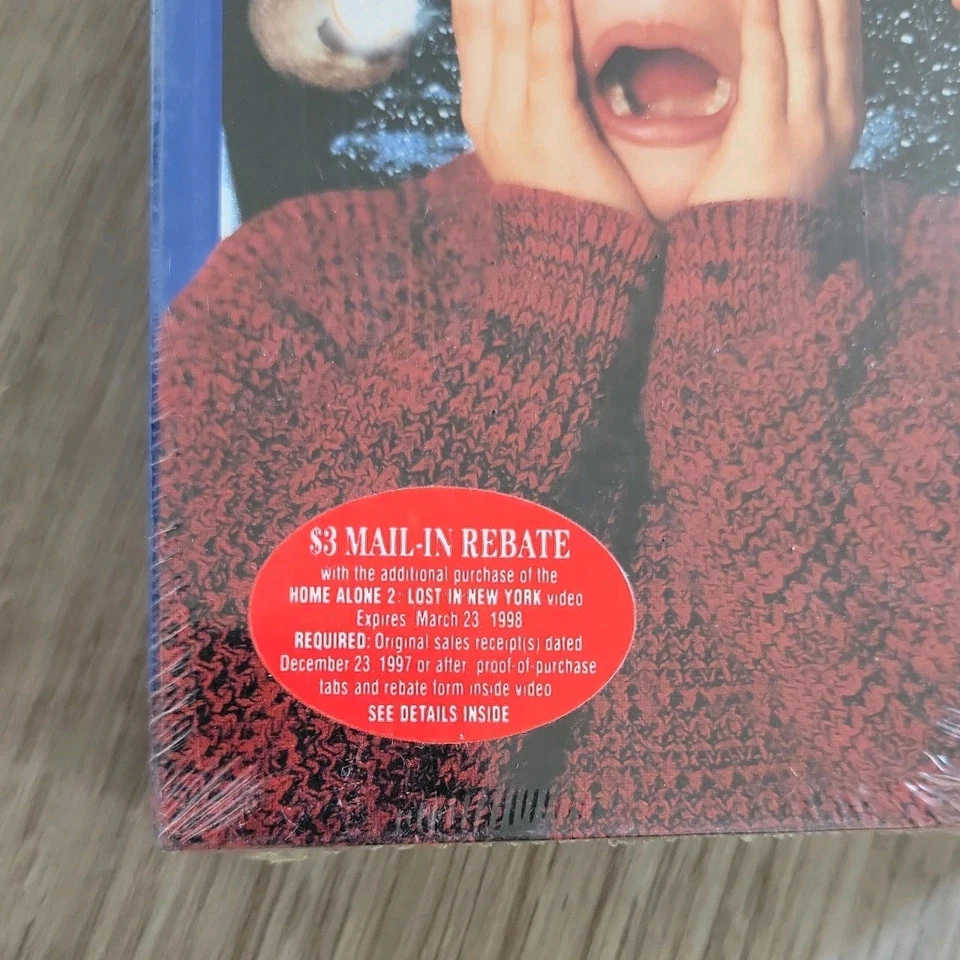 $3 MAIL-IN REBATE
with the additional purchase of the
HOME ALONE 2: LOST IN NEW YORK video
Expires March 23 1998
REQUIRED: Original sales receipt(s) dated
December 23, 1997 or after proof-of-purchase
tabs and rebate form inside video
SEE DETAILS INSIDE